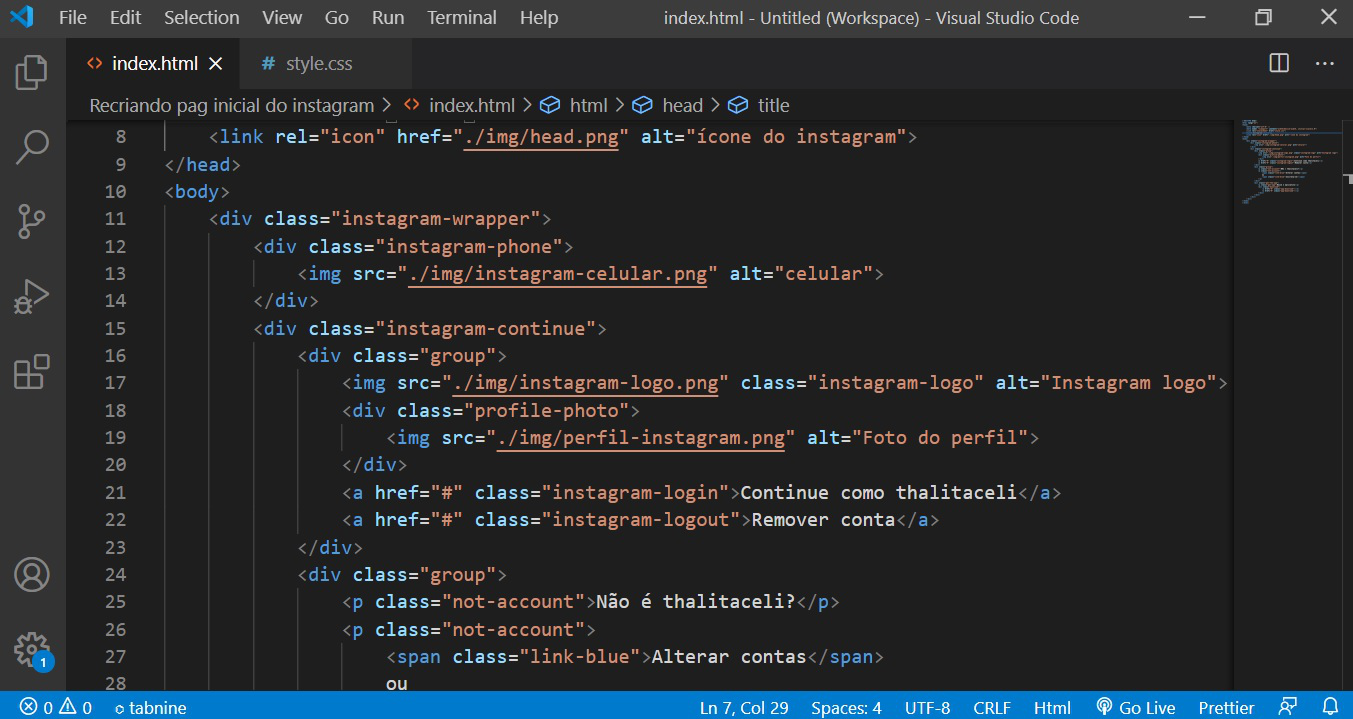 File Edit Selection View Go Run Terminal Help index.html - Untitled (Workspace) - Visual Studio Code
index.html style.css
Recriando pag inicial do instagram > index.html > html > head > title
8 <link rel="icon" href="./img/head.png" alt="ícone do instagram">
9 </head>
10 <body>
11 <div class="instagram-wrapper">
12 <div class="instagram-phone">
13 <img src="./img/instagram-celular.png" alt="celular">
14 </div>
15 <div class="instagram-continue">
16 <div class="group">
17 <img src="./img/instagram-logo.png" class="instagram-logo" alt="Instagram logo">
18 <div class="profile-photo">
19 <img src="./img/perfil-instagram.png" alt="Foto do perfil">
20 </div>
21 <a href="#" class="instagram-login">Continue como thalitaceli</a>
22 <a href="#" class="instagram-logout">Remover conta</a>
23 </div>
24 <div class="group">
25 <p class="not-account">Não é thalitaceli?</p>
26 <p class="not-account">
27 <span class="link-blue">Alterar contas</span>
28 ou
1
0 0 tabnine Ln 7, Col 29 Spaces: 4 UTF-8 CRLF Html Go Live Prettier